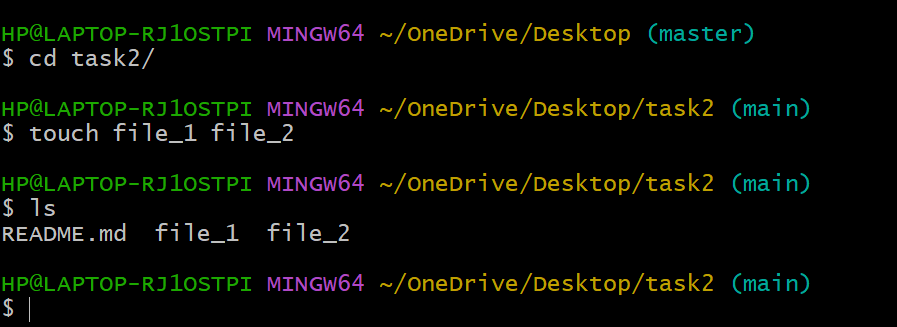 HP@LAPTOP-RJ1OSTPI MINGW64 ~/OneDrive/Desktop (master)
$ cd task2/
HP@LAPTOP-RJ1OSTPI MINGW64 ~/OneDrive/Desktop/task2 (main)
$ touch file_1 file_2
HP@LAPTOP-RJ1OSTPI MINGW64 ~/OneDrive/Desktop/task2 (main)
$ ls
README.md  file_1  file_2
HP@LAPTOP-RJ1OSTPI MINGW64 ~/OneDrive/Desktop/task2 (main)
$